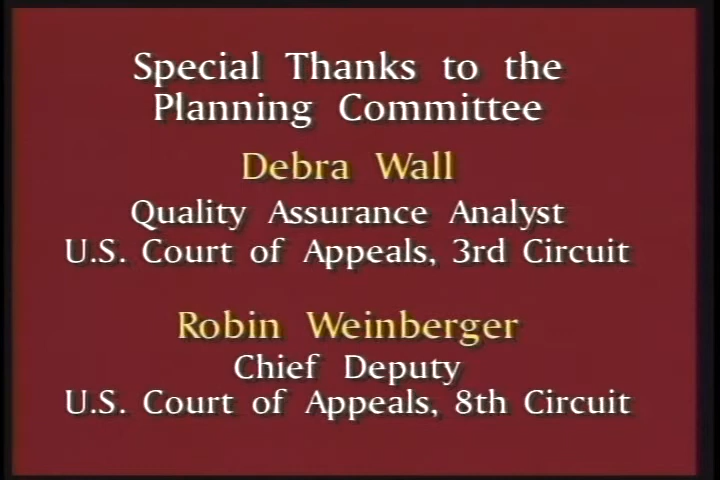 Special Thanks to the
Planning Committee
Debra Wall
Quality Assurance Analyst
U.S. Court of Appeals, 3rd Circuit
Robin Weinberger
Chief Deputy
U.S. Court of Appeals, 8th Circuit